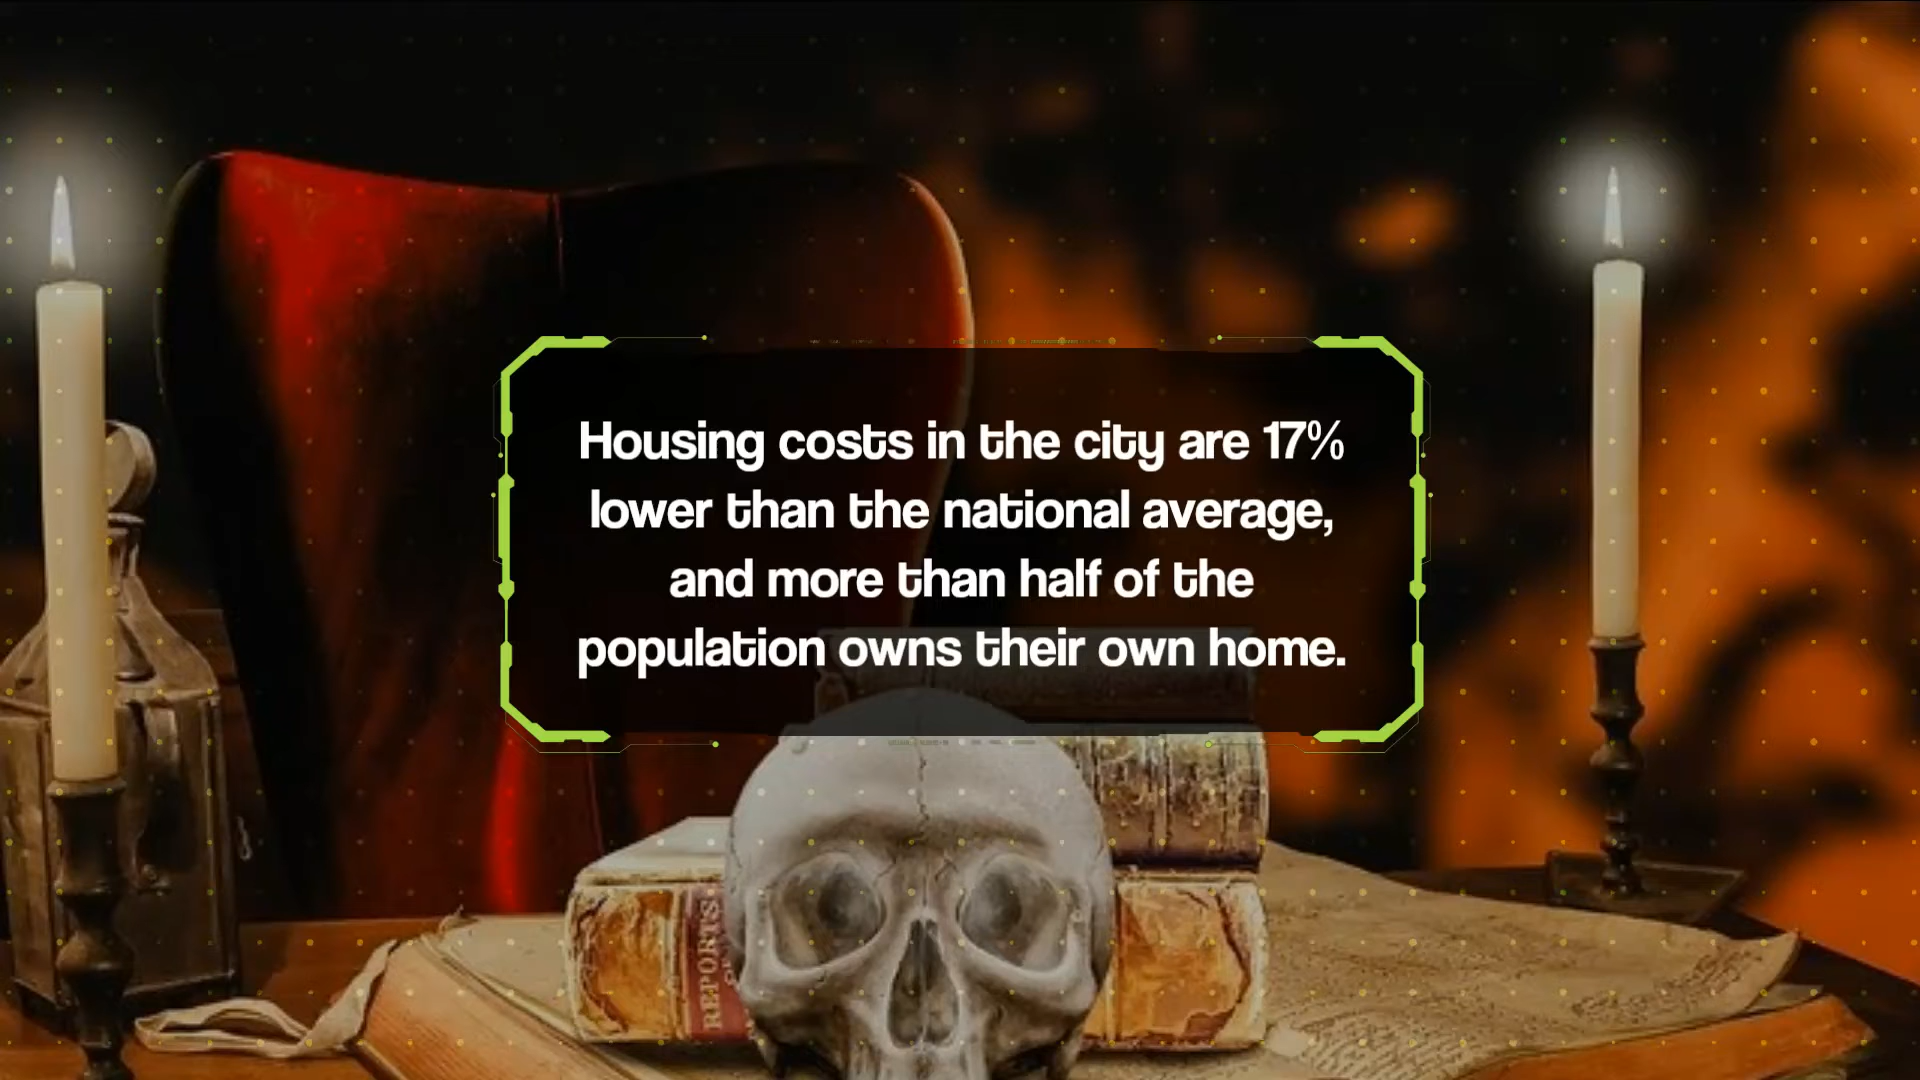 Housing costs in the city are 17%
lower than the national average,
and more than half of the
population owns their own home.
REPORTS